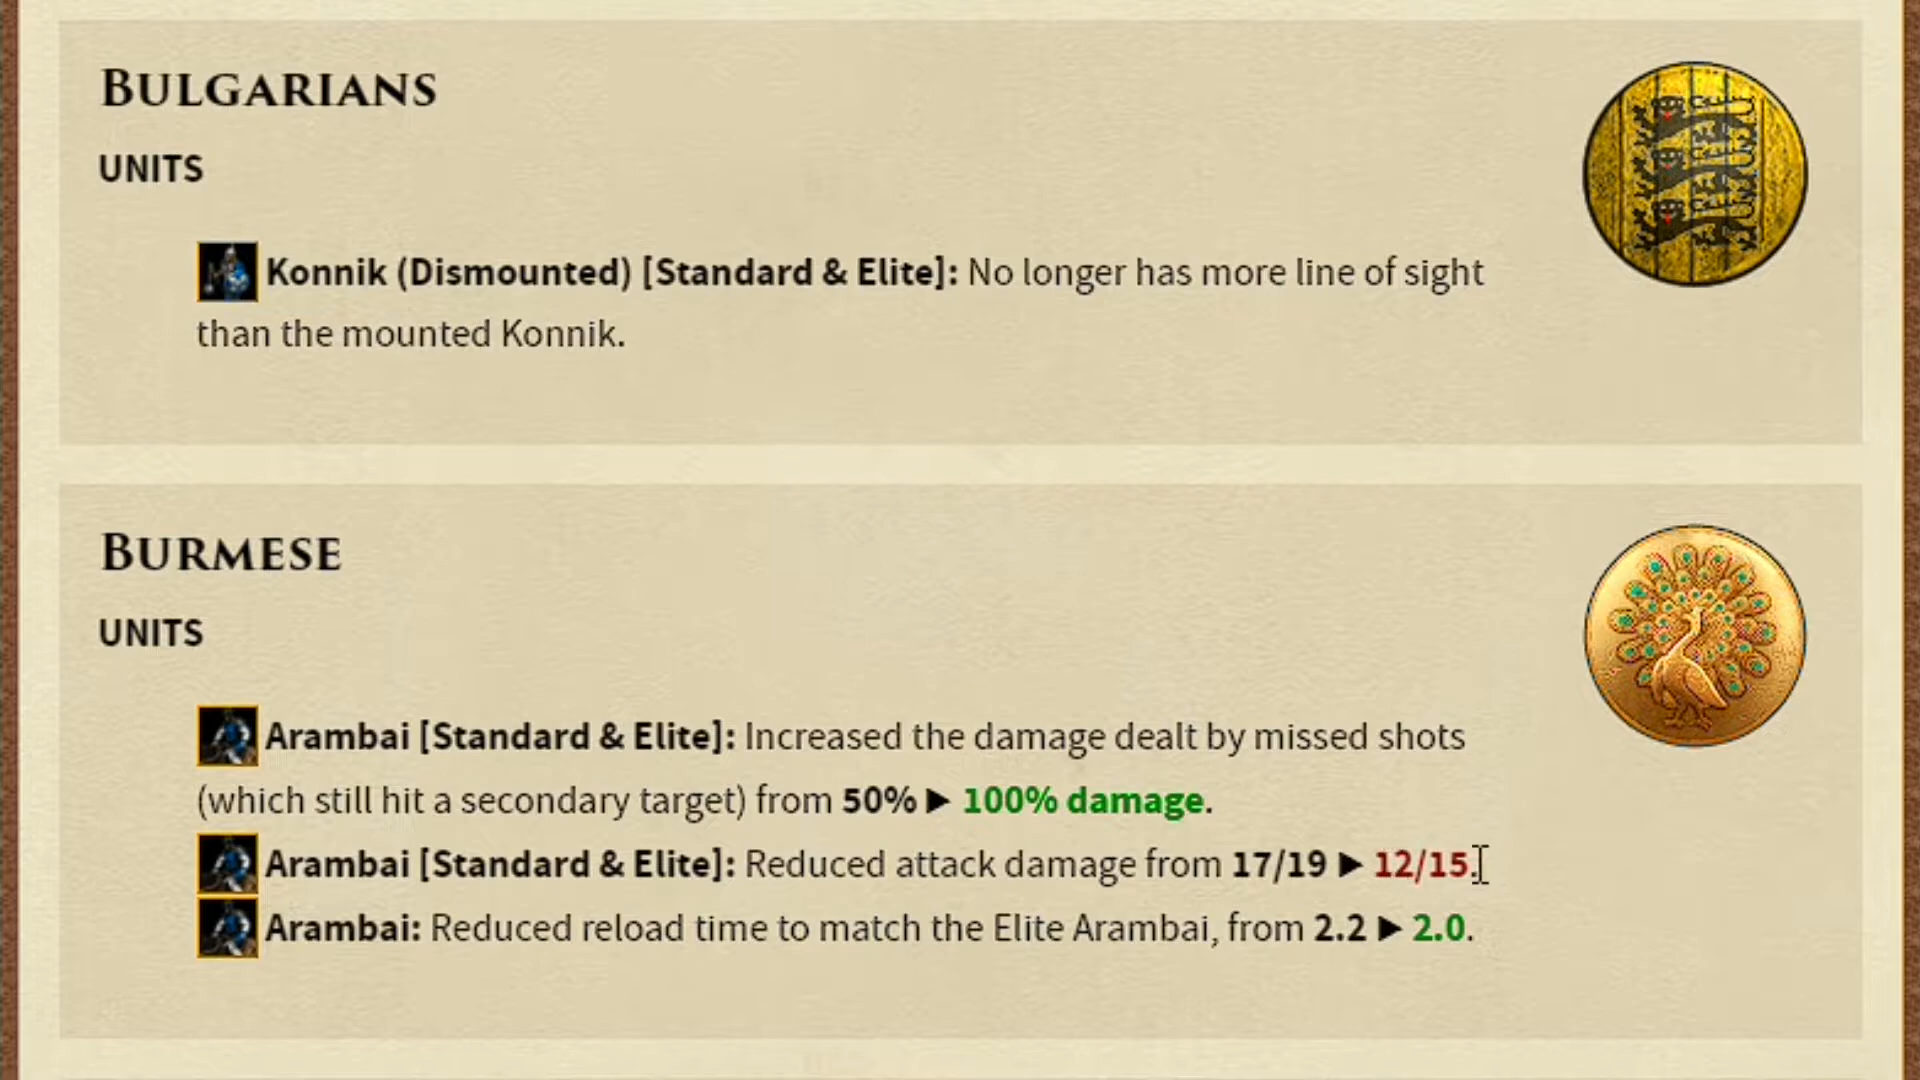 BULGARIANS
UNITS
Konnik (Dismounted) [Standard & Elite]: No longer has more line of sight
than the mounted Konnik.
BURMESE
UNITS
Arambai [Standard & Elite]: Increased the damage dealt by missed shots
(which still hit a secondary target) from 50% ▶ 100% damage.
Arambai [Standard & Elite]: Reduced attack damage from 17/19 ▶ 12/15.
Arambai: Reduced reload time to match the Elite Arambai, from 2.2 ▶ 2.0.